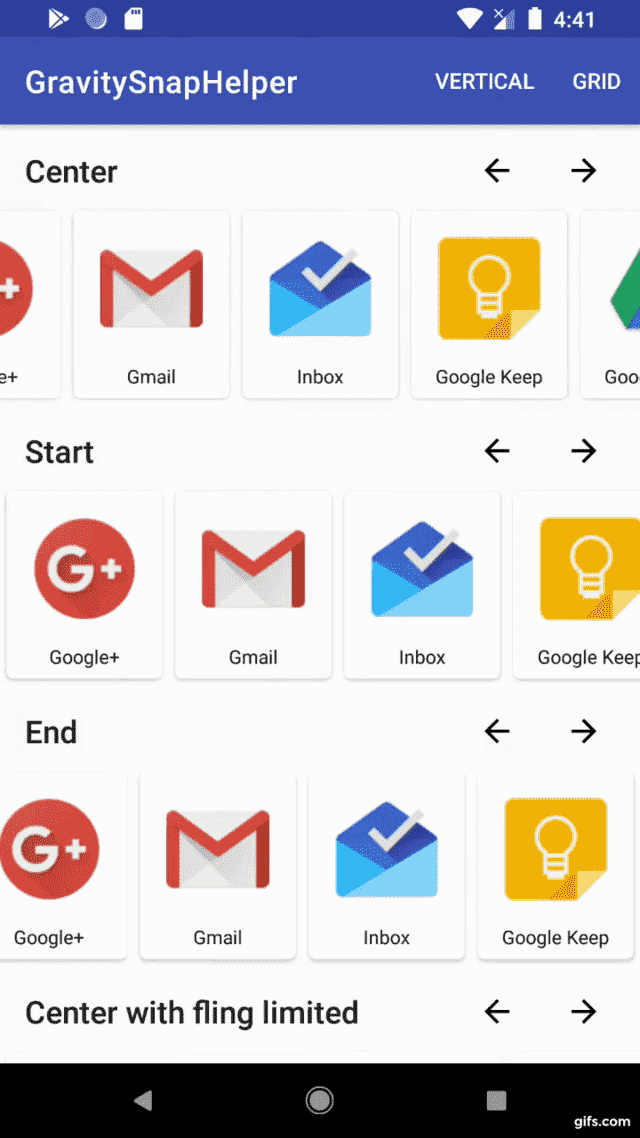 4:41
GravitySnapHelper VERTICAL GRID
Center
e+ Gmail Inbox Google Keep Goo
Start
G+
Google+ Gmail Inbox Google Keep
End
G+
Google+ Gmail Inbox Google Keep
Center with fling limited
gifs.com